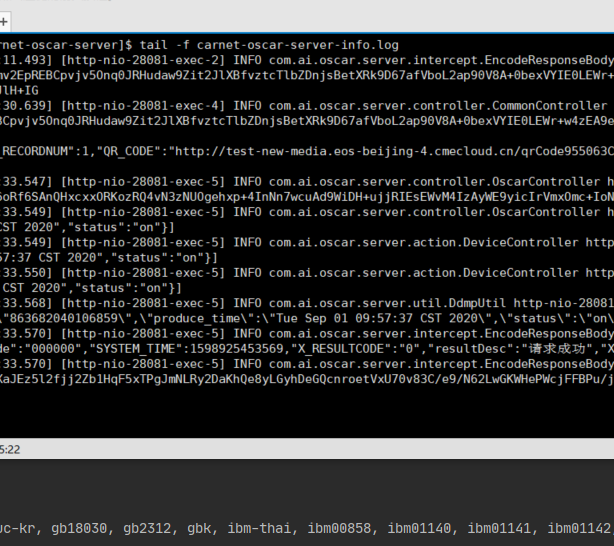 +
rnet-oscar-server]$ tail -f carnet-oscar-server-info.log
:11.493] [http-nio-28081-exec-2] INFO com.ai.oscar.server.intercept.EncodeResponseBody
mv2EpREBCpvjv5Onq0JRHudaw9Zit2JlXBfvztcTlbZDnjsBetXRk9D67afVboL2ap90V8A+0bexVYIE0LEWr+
JlH+IG
:30.639] [http-nio-28081-exec-4] INFO com.ai.oscar.server.controller.CommonController
BCpvjv5Onq0JRHudaw9Zit2JlXBfvztcTlbZDnjsBetXRk9D67afVboL2ap90V8A+0bexVYIE0LEWr+w4zEA9e
_RECORDNUM":1,"QR_CODE":"http://test-new-media.eos-beijing-4.cmecloud.cn/qrCode955063C
:33.547] [http-nio-28081-exec-5] INFO com.ai.oscar.server.controller.OscarController h
5oRf6SAnQHxcxxORKozRQ4vN3zNUOgehxp+4InNn7wcuAd9WiDH+ujjRIEsEWvM4IzAyWE9yicIrVmxOmc+IoN
:33.549] [http-nio-28081-exec-5] INFO com.ai.oscar.server.controller.OscarController h
CST 2020","status":"on"}]
:33.549] [http-nio-28081-exec-5] INFO com.ai.oscar.server.action.DeviceController http
57:37 CST 2020","status":"on"}]
:33.550] [http-nio-28081-exec-5] INFO com.ai.oscar.server.action.DeviceController http
 CST 2020","status":"on"}]
:33.568] [http-nio-28081-exec-5] INFO com.ai.oscar.server.util.DdmpUtil http-nio-28081
\"863682040106859\",\"produce_time\":\"Tue Sep 01 09:57:37 CST 2020\",\"status\":\"on\
:33.570] [http-nio-28081-exec-5] INFO com.ai.oscar.server.intercept.EncodeResponseBody
de":"000000","SYSTEM_TIME":1598925453569,"X_RESULTCODE":"0","resultDesc":"请求成功","X
:33.570] [http-nio-28081-exec-5] INFO com.ai.oscar.server.intercept.EncodeResponseBody
XaJEz5l2fjj2Zb1HqF5xTPgJmNLRy2DaKhQe8yLGyhDeGQcnroetVxU70v83C/e9/N62LwGKWHePWcjFFBPu/j
5:22
uc-kr, gb18030, gb2312, gbk, ibm-thai, ibm00858, ibm01140, ibm01141, ibm01142